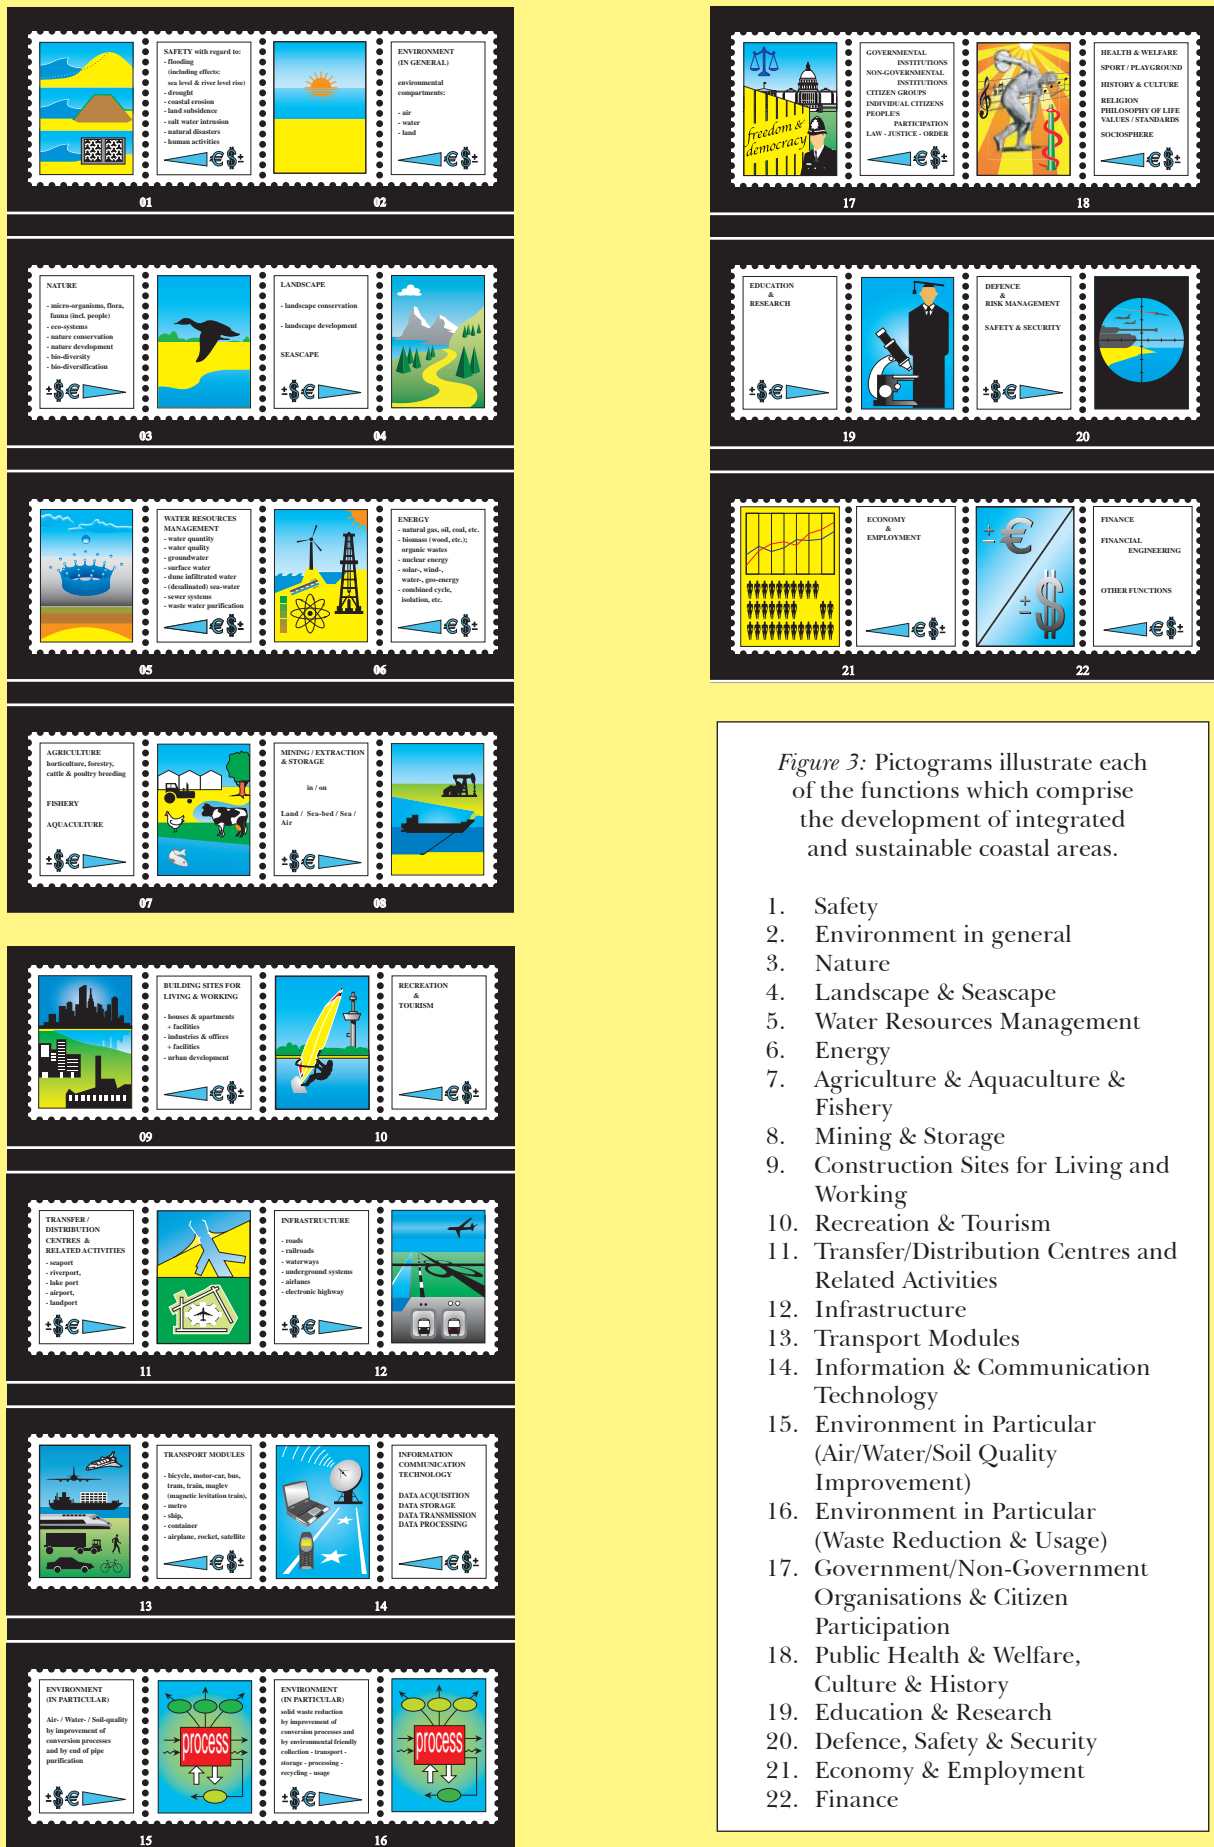 SAFETY with regard to:
- flooding
(including effects:
sea level & river level rise)
- drought
- coastal erosion
- land subsidence
- salt water intrusion
- natural disasters
- human activities
€ $ ±
01
ENVIRONMENT
(IN GENERAL)
environmental
compartments:
- air
- water
- land
€ $ ±
02
NATURE
- micro-organisms, flora,
fauna (incl. people)
- eco-systems
- nature conservation
- nature development
- bio-diversity
- bio-diversification
± $ €
03
LANDSCAPE
- landscape conservation
- landscape development
SEASCAPE
± $ €
04
WATER RESOURCES
MANAGEMENT
- water quantity
- water quality
- groundwater
- surface water
- dune infiltrated water
- (desalinated) sea-water
- sewer systems
- waste water purification
€ $ ±
05
ENERGY
- natural gas, oil, coal, etc.
- biomass (wood, etc.);
organic wastes
- nuclear energy
- solar-, wind-,
water-, geo-energy
- combined cycle,
isolation, etc.
€ $ ±
06
AGRICULTURE
horticulture, forestry,
cattle & poultry breeding
FISHERY
AQUACULTURE
± $ €
07
MINING / EXTRACTION
& STORAGE
in / on
Land / Sea-bed / Sea /
Air
± $ €
08
BUILDING SITES FOR
LIVING & WORKING
- houses & apartments
+ facilities
- industries & offices
+ facilities
- urban development
€ $ ±
09
RECREATION
&
TOURISM
€ $ ±
10
TRANSFER /
DISTRIBUTION
CENTRES &
RELATED ACTIVITIES
- seaport
- riverport,
- lake port
- airport,
- landport
± $ €
11
INFRASTRUCTURE
- roads
- railroads
- waterways
- underground systems
- airlanes
- electronic highway
± $ €
12
TRANSPORT MODULES
- bicycle, motor-car, bus,
tram, train, maglev
(magnetic levitation train),
- metro
- ship,
- container
- airplane, rocket, satellite
€ $ ±
13
INFORMATION
COMMUNICATION
TECHNOLOGY
DATA ACQUISITION
DATA STORAGE
DATA TRANSMISSION
DATA PROCESSING
€ $ ±
14
ENVIRONMENT
(IN PARTICULAR)
Air- / Water- / Soil-quality
by improvement of
conversion processes
and by end of pipe
purification
± $ €
process
15
ENVIRONMENT
(IN PARTICULAR)
solid waste reduction
by improvement of
conversion processes and
by environmental friendly
collection - transport -
storage - processing -
recycling - usage
± $ €
process
16
freedom &
democracy
GOVERNMENTAL
INSTITUTIONS
NON-GOVERNMENTAL
INSTITUTIONS
CITIZEN GROUPS
INDIVIDUAL CITIZENS
PEOPLE'S
PARTICIPATION
LAW - JUSTICE - ORDER
€ $ ±
17
HEALTH & WELFARE
SPORT / PLAYGROUND
HISTORY & CULTURE
RELIGION
PHILOSOPHY OF LIFE
VALUES / STANDARDS
SOCIOSPHERE
€ $ ±
18
EDUCATION
&
RESEARCH
± $ €
19
DEFENCE
&
RISK MANAGEMENT
SAFETY & SECURITY
± $ €
20
ECONOMY
&
EMPLOYMENT
€ $ ±
21
± €
± $
FINANCE
FINANCIAL
ENGINEERING
OTHER FUNCTIONS
€ $ ±
22
Figure 3: Pictograms illustrate each
of the functions which comprise
the development of integrated
and sustainable coastal areas.
1. Safety
2. Environment in general
3. Nature
4. Landscape & Seascape
5. Water Resources Management
6. Energy
7. Agriculture & Aquaculture &
Fishery
8. Mining & Storage
9. Construction Sites for Living and
Working
10. Recreation & Tourism
11. Transfer/Distribution Centres and
Related Activities
12. Infrastructure
13. Transport Modules
14. Information & Communication
Technology
15. Environment in Particular
(Air/Water/Soil Quality
Improvement)
16. Environment in Particular
(Waste Reduction & Usage)
17. Government/Non-Government
Organisations & Citizen
Participation
18. Public Health & Welfare,
Culture & History
19. Education & Research
20. Defence, Safety & Security
21. Economy & Employment
22. Finance